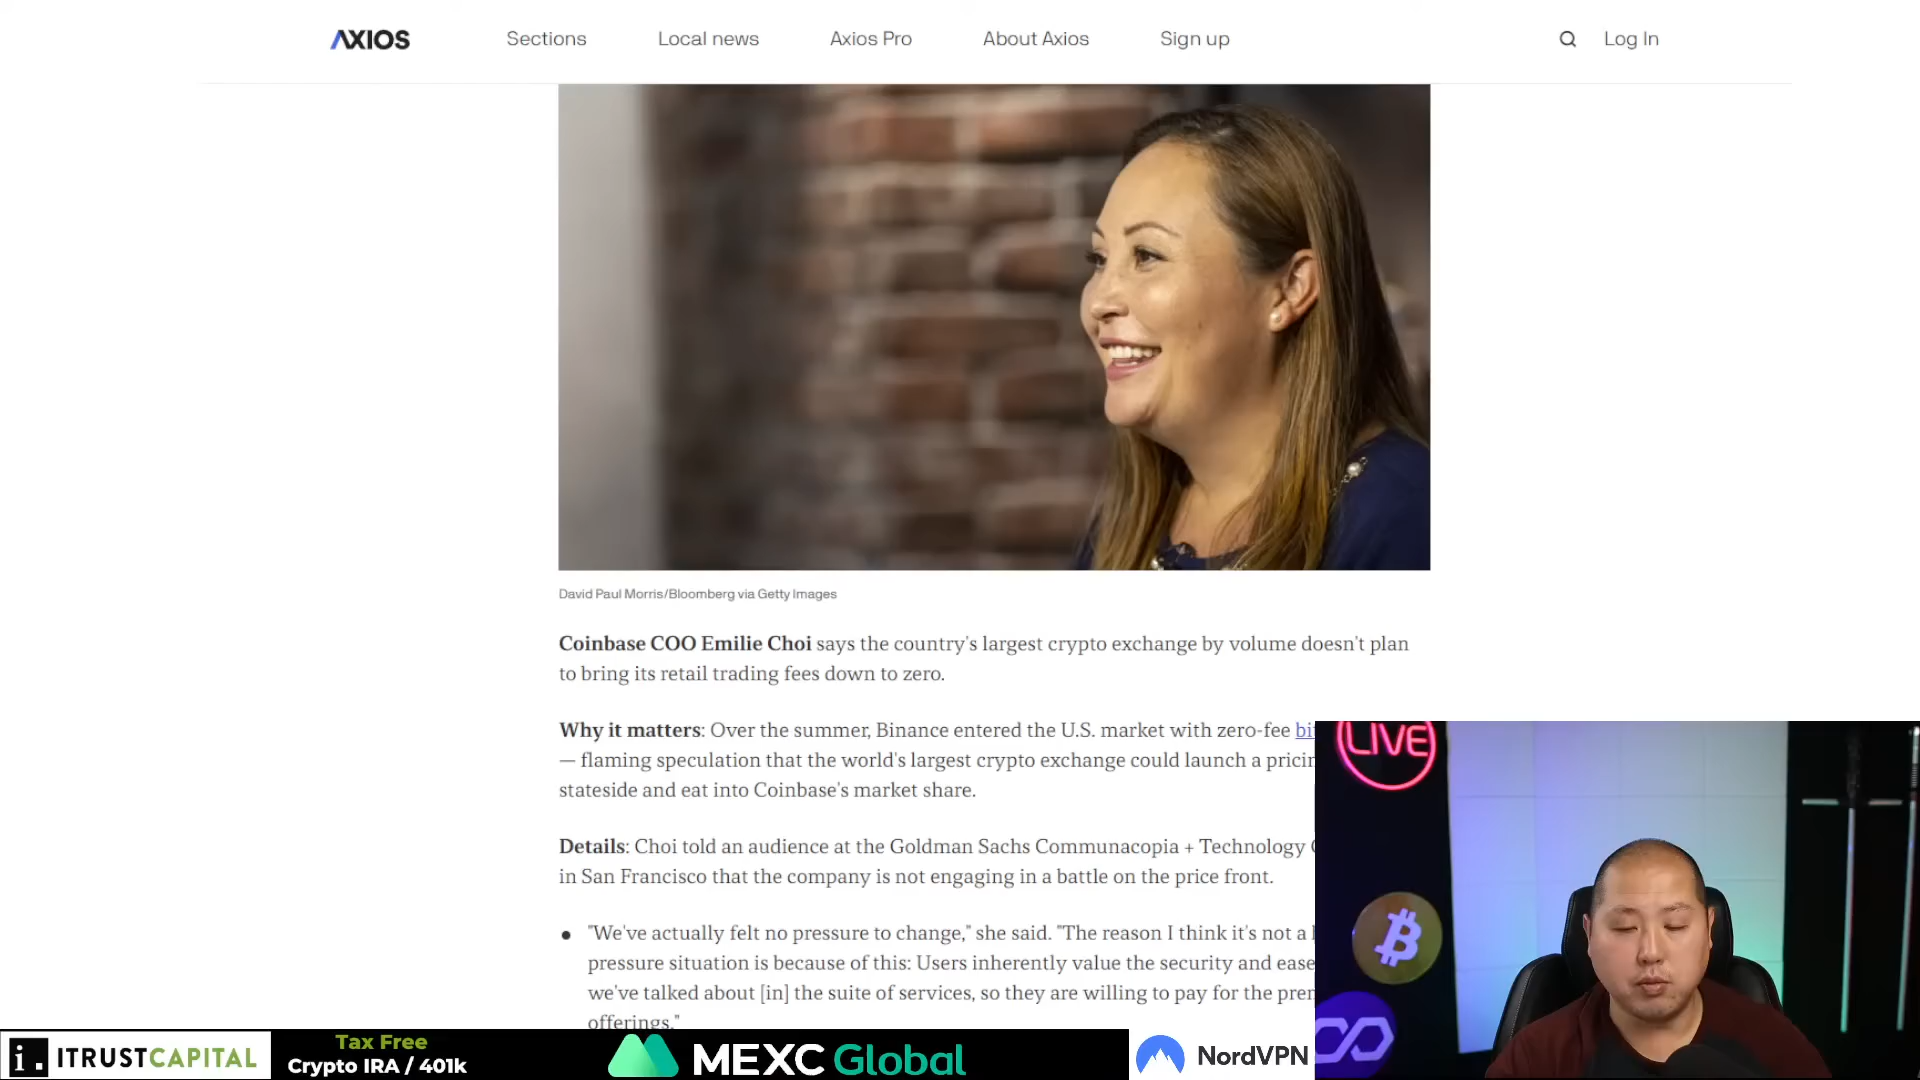 AXIOS Sections Local news Axios Pro About Axios Sign up Log In
David Paul Morris/Bloomberg via Getty Images
Coinbase COO Emilie Choi says the country's largest crypto exchange by volume doesn't plan
to bring its retail trading fees down to zero.
Why it matters: Over the summer, Binance entered the U.S. market with zero-fee
— flaming speculation that the world's largest crypto exchange could launch a
stateside and eat into Coinbase's market share.
Details: Choi told an audience at the Goldman Sachs Communacopia + Technology
in San Francisco that the company is not engaging in a battle on the price front.
● "We've actually felt no pressure to change," she said. "The reason I think it's not a
pressure situation is because of this: Users inherently value the security and ease
we've talked about [in] the suite of services, so they are willing to pay for the
offerings."
LIVE
i. ITRUSTCAPITAL
Tax Free
Crypto IRA / 401k
MEXC Global
NordVPN